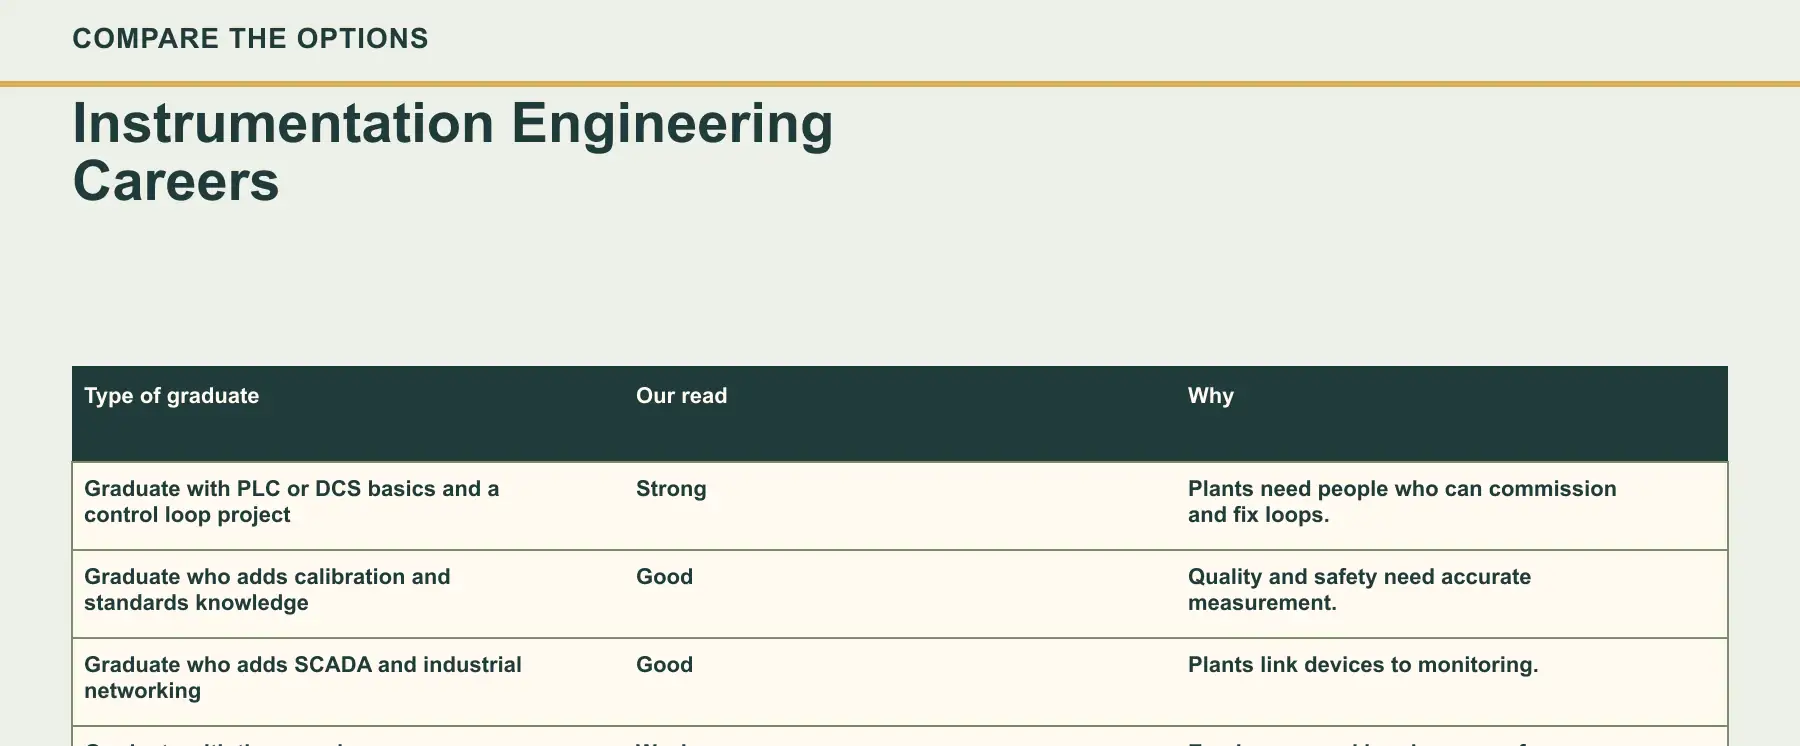 COMPARE THE OPTIONS
Instrumentation Engineering
Careers
Type of graduate
Our read
Why
Graduate with PLC or DCS basics and a
control loop project
Strong
Plants need people who can commission
and fix loops.
Graduate who adds calibration and
standards knowledge
Good
Quality and safety need accurate
measurement.
Graduate who adds SCADA and industrial
networking
Good
Plants link devices to monitoring.